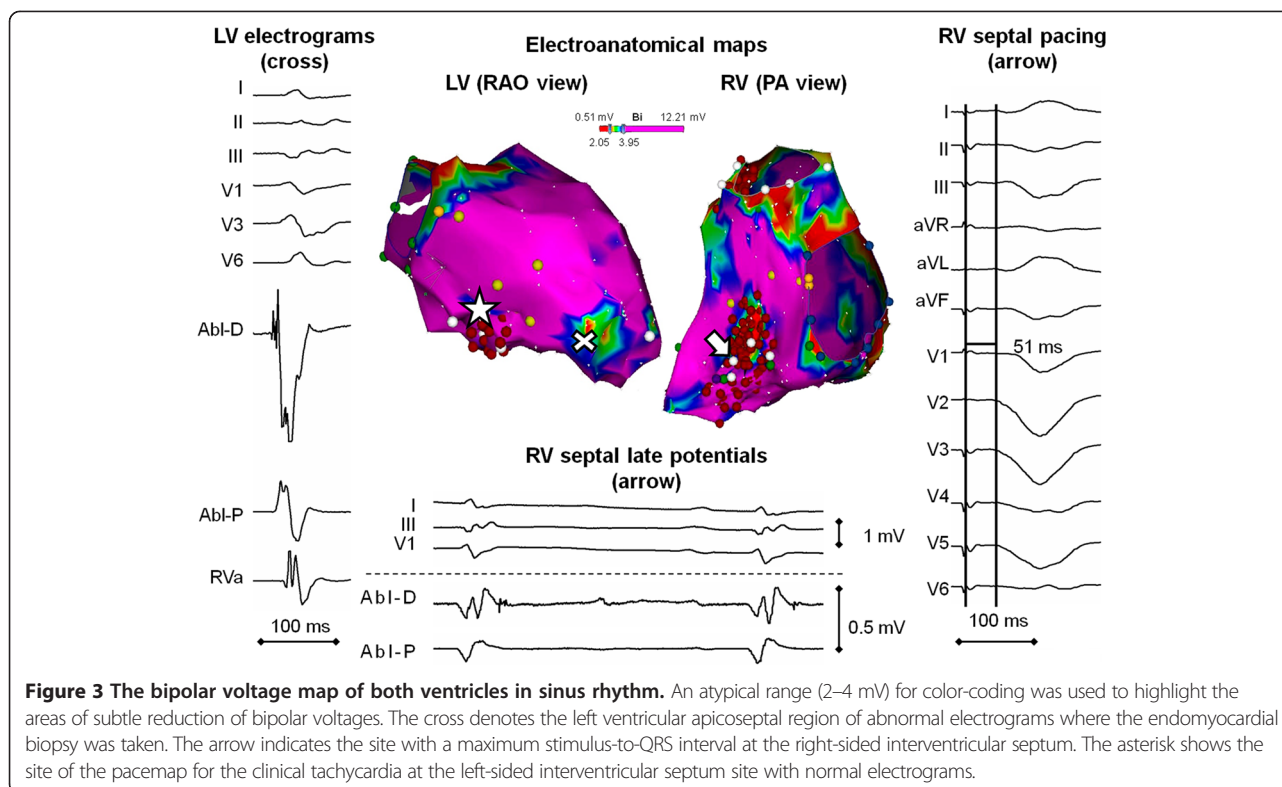 LV electrograms
(cross)
I
II
III
V1
V3
V6
Abl-D
Abl-P
RVa
100 ms
Electroanatomical maps
LV (RAO view)
RV (PA view)
0.51 mV Bi 12.21 mV
2.05 3.95
RV septal late potentials
(arrow)
I
III
V1
1 mV
Abl-D
0.5 mV
Abl-P
RV septal pacing
(arrow)
I
II
III
aVR
aVL
aVF
51 ms
V1
V2
V3
V4
V5
V6
100 ms
Figure 3 The bipolar voltage map of both ventricles in sinus rhythm. An atypical range (2–4 mV) for color-coding was used to highlight the
areas of subtle reduction of bipolar voltages. The cross denotes the left ventricular apicoseptal region of abnormal electrograms where the endomyocardial
biopsy was taken. The arrow indicates the site with a maximum stimulus-to-QRS interval at the right-sided interventricular septum. The asterisk shows the
site of the pacemap for the clinical tachycardia at the left-sided interventricular septum site with normal electrograms.